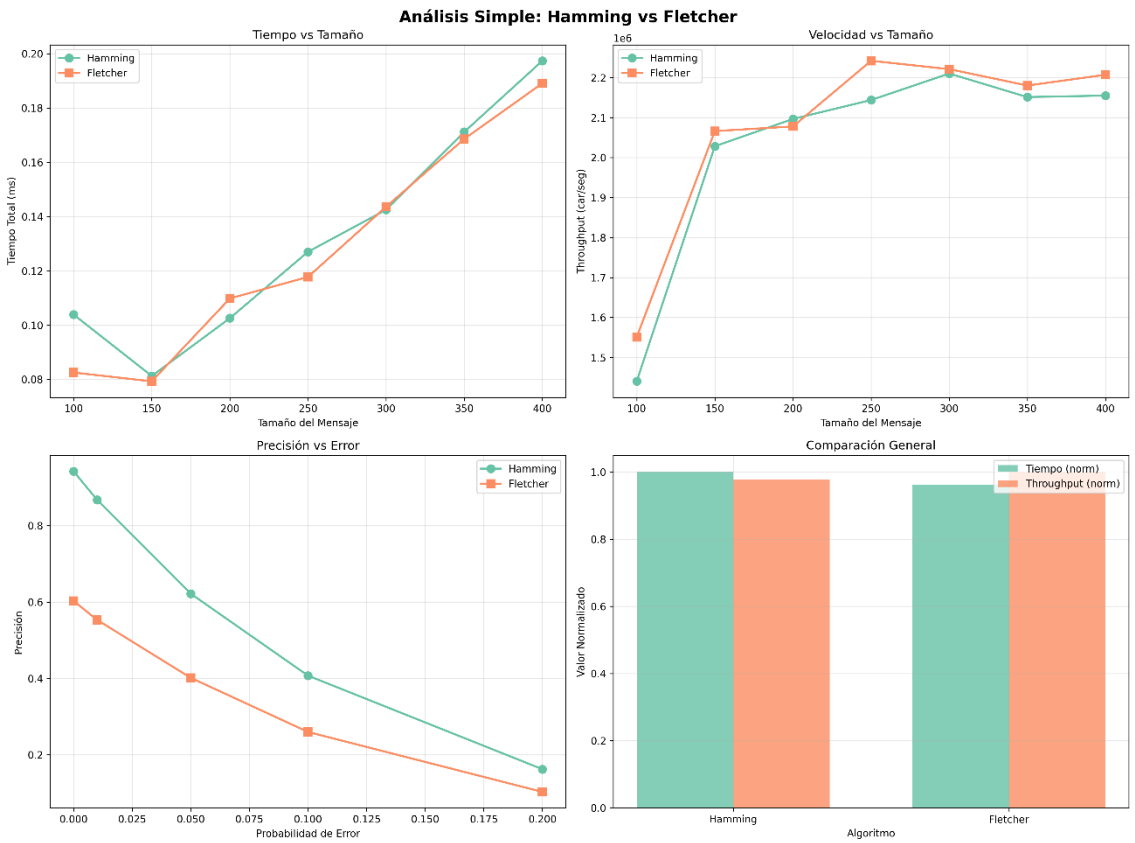 Análisis Simple: Hamming vs Fletcher
Tiempo vs Tamaño
Hamming
Fletcher
0.20
0.18
0.16
0.14
0.12
0.10
0.08
Tiempo Total (ms)
100 150 200 250 300 350 400
Tamaño del Mensaje
Velocidad vs Tamaño
1e6
Hamming
Fletcher
2.2
2.1
2.0
1.9
1.8
1.7
1.6
1.5
Throughput (car/seg)
100 150 200 250 300 350 400
Tamaño del Mensaje
Precisión vs Error
Hamming
Fletcher
0.8
0.6
0.4
0.2
Precisión
0.000 0.025 0.050 0.075 0.100 0.125 0.150 0.175 0.200
Probabilidad de Error
Comparación General
Tiempo (norm)
Throughput (norm)
1.0
0.8
0.6
0.4
0.2
0.0
Valor Normalizado
Hamming Fletcher
Algoritmo